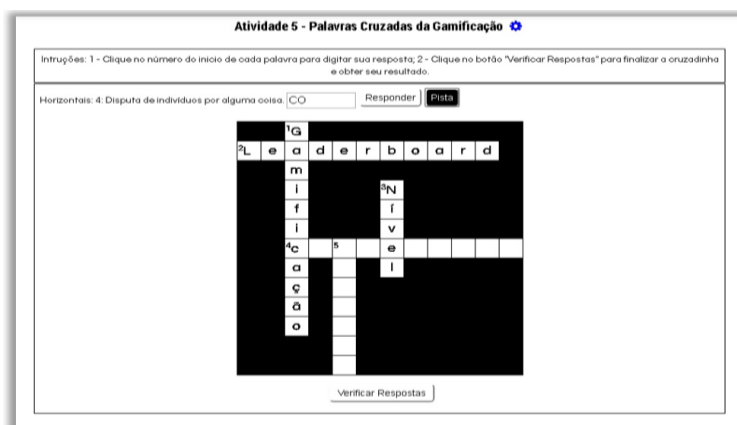 Atividade 5 - Palavras Cruzadas da Gamificação
Intruções: 1 - Clique no número do inicio de cada palavra para digitar sua resposta; 2 - Clique no botão "Verificar Respostas" para finalizar a cruzadinha
e obter seu resultado.
Horizontais: 4: Disputa de indivíduos por alguma coisa. CO Responder Pista
1G
2L e a d e r b o a r d
m
i 3N
f í
i v
4c 5 e
a l
ç
ã
o
Verificar Respostas